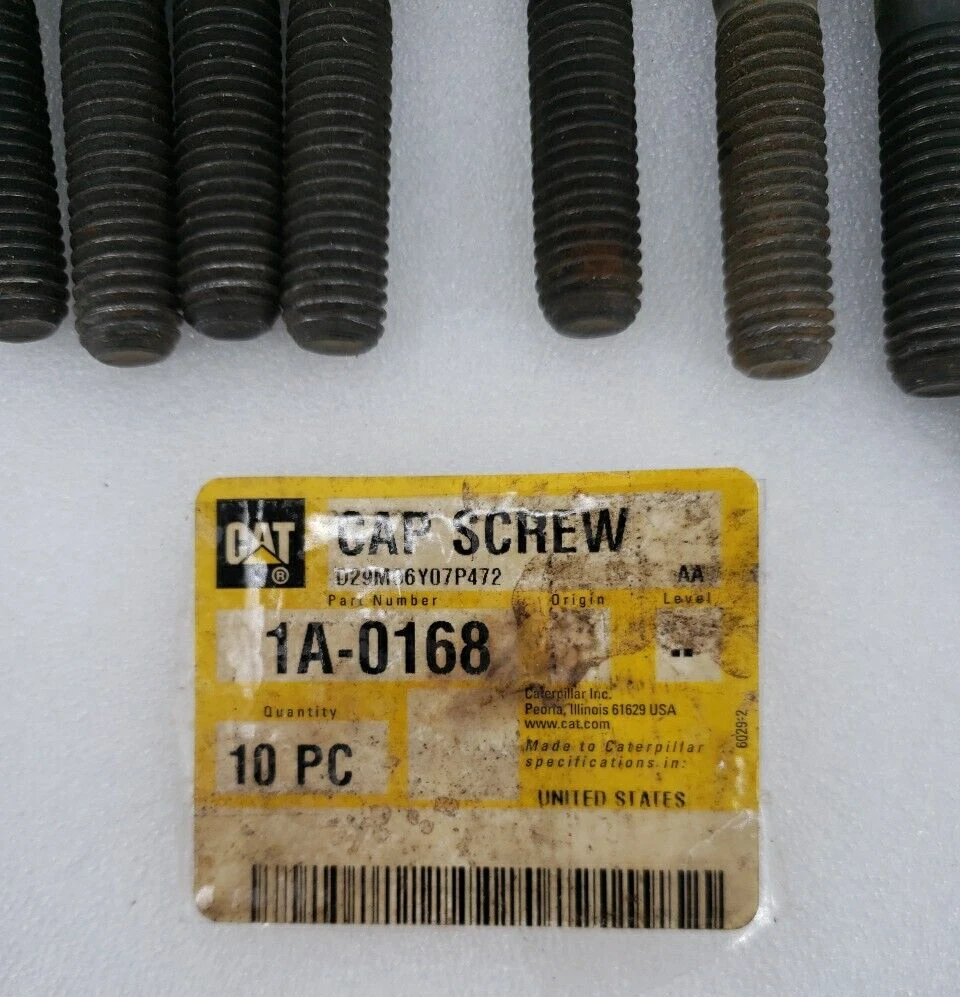 CAT ®
CAP SCREW
D29M06Y07P472
AA
Part Number Origin Level
1A-0168
Quantity
10 PC
Caterpillar Inc.
Peoria, Illinois 61629 USA
www.cat.com
Made to Caterpillar
specifications in:
UNITED STATES
6029-2